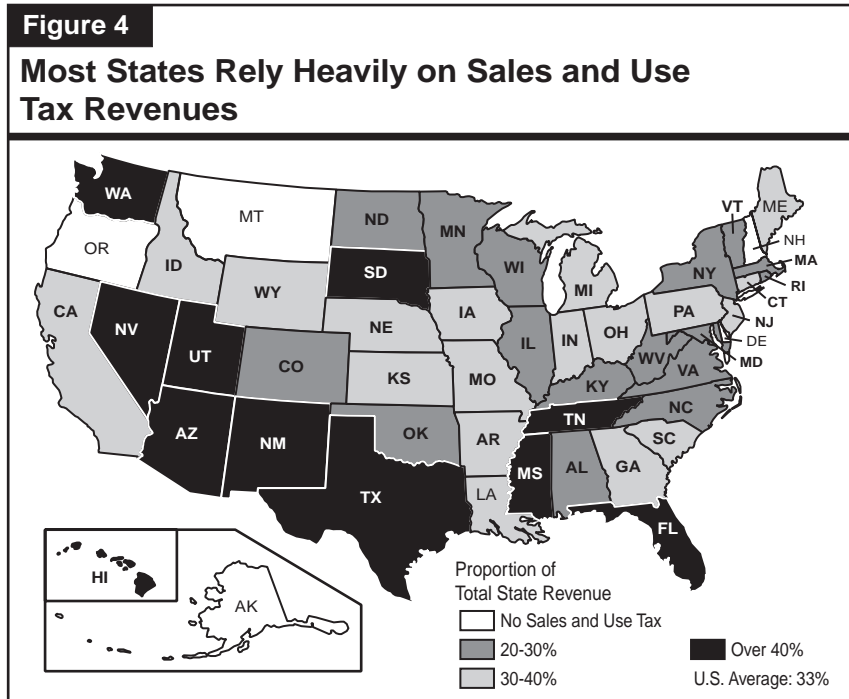 Figure 4
Most States Rely Heavily on Sales and Use
Tax Revenues
WA
MT
ND
MN
VT
ME
OR
ID
SD
WI
NY
NH
MA
WY
MI
RI
CT
CA
NV
NE
IA
PA
NJ
UT
CO
IL
IN
OH
DE
MD
WV
VA
KS
MO
KY
NC
AZ
NM
OK
AR
TN
SC
TX
LA
MS
AL
GA
FL
HI
AK
Proportion of
Total State Revenue
No Sales and Use Tax
20-30% Over 40%
30-40% U.S. Average: 33%